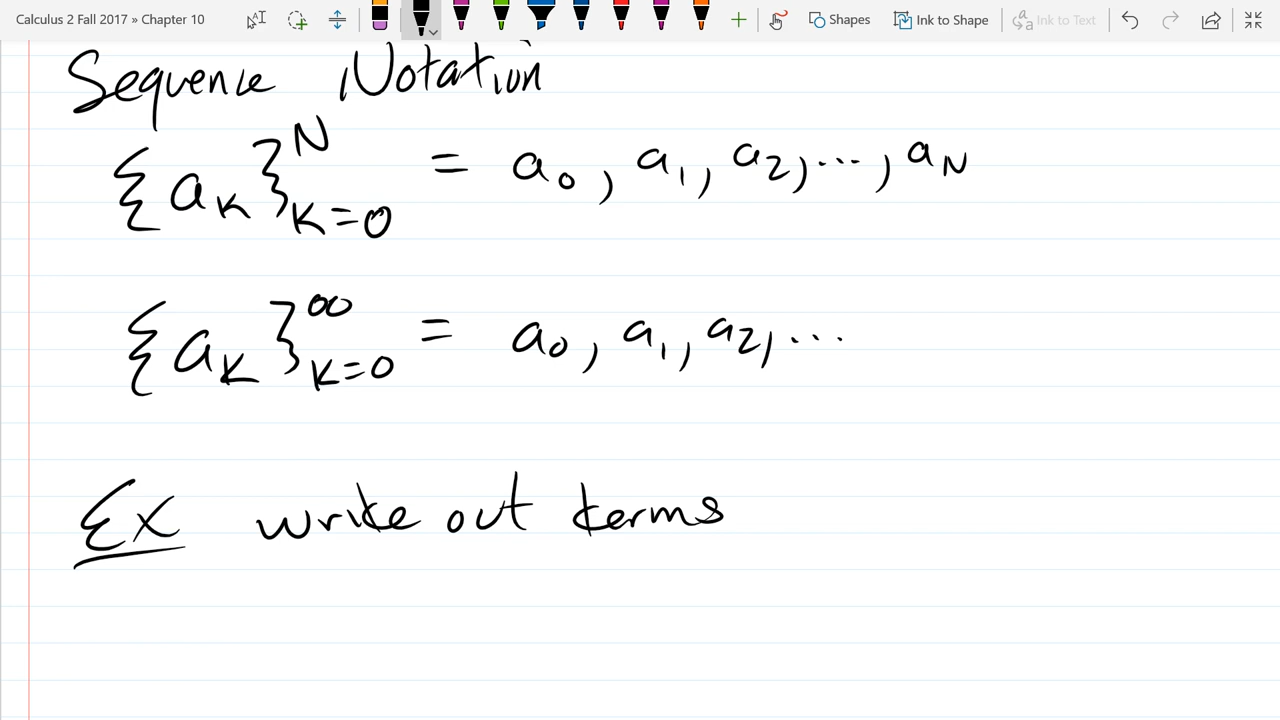 Calculus 2 Fall 2017 » Chapter 10 Shapes Ink to Shape Ink to Text
Sequence Notation
{a_K}_{K=0}^{N} = a_0, a_1, a_2, ..., a_N
{a_K}_{K=0}^{∞} = a_0, a_1, a_2, ...
Ex write out terms